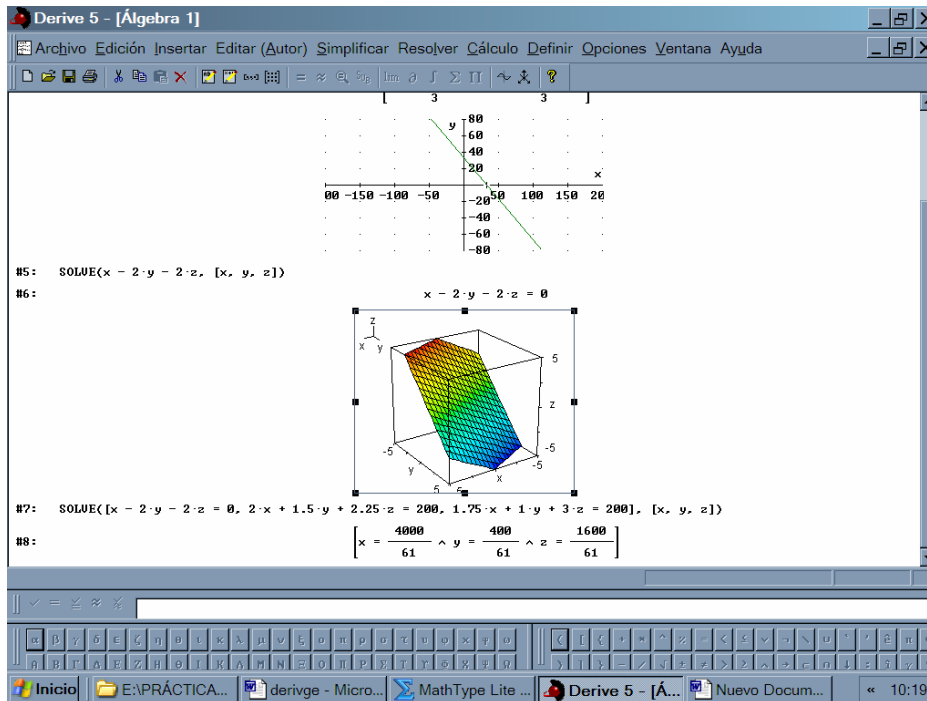 Derive 5 - [Álgebra 1]
Archivo Edición Insertar Editar (Autor) Simplificar Resolver Cálculo Definir Opciones Ventana Ayuda
[ 3 3 ]
y 80
60
40
20
x
00 -150 -100 -50 50 100 150 20
-20
-40
-60
-80
#5: SOLVE(x - 2·y - 2·z, [x, y, z])
#6: x - 2·y - 2·z = 0
z
x y
5
z
-5
-5
y
x
-5
5
#7: SOLVE([x - 2·y - 2·z = 0, 2·x + 1.5·y + 2.25·z = 200, 1.75·x + 1·y + 3·z = 200], [x, y, z])
#8: [x = 4000/61 ∧ y = 400/61 ∧ z = 1600/61]
α β γ δ ε ζ η θ ι κ λ μ ν ξ ο π ρ σ τ υ φ χ ψ ω
Α Β Γ Δ Ε Ζ Η Θ Ι Κ Λ Μ Ν Ξ Ο Π Ρ Σ Τ Υ Φ Χ Ψ Ω
Inicio E:\PRÁCTICA... derivge - Micro... MathType Lite ... Derive 5 - [Á... Nuevo Docum... « 10:19